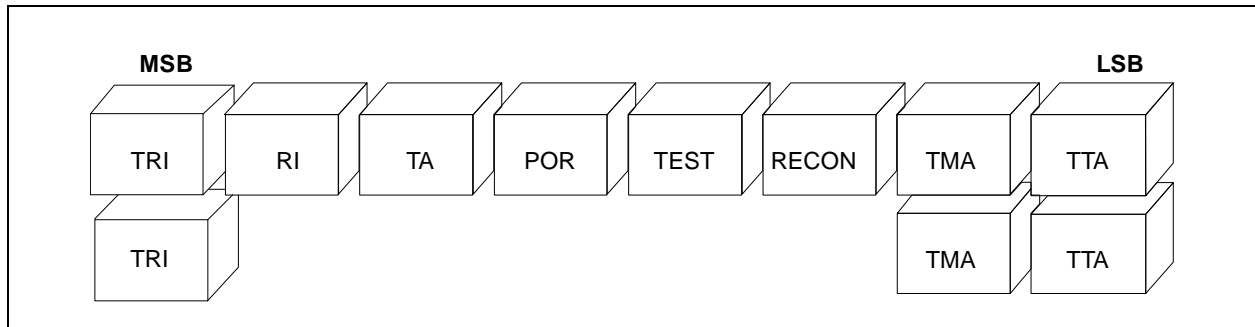 MSB LSB
TRI RI TA POR TEST RECON TMA TTA
TRI TMA TTA